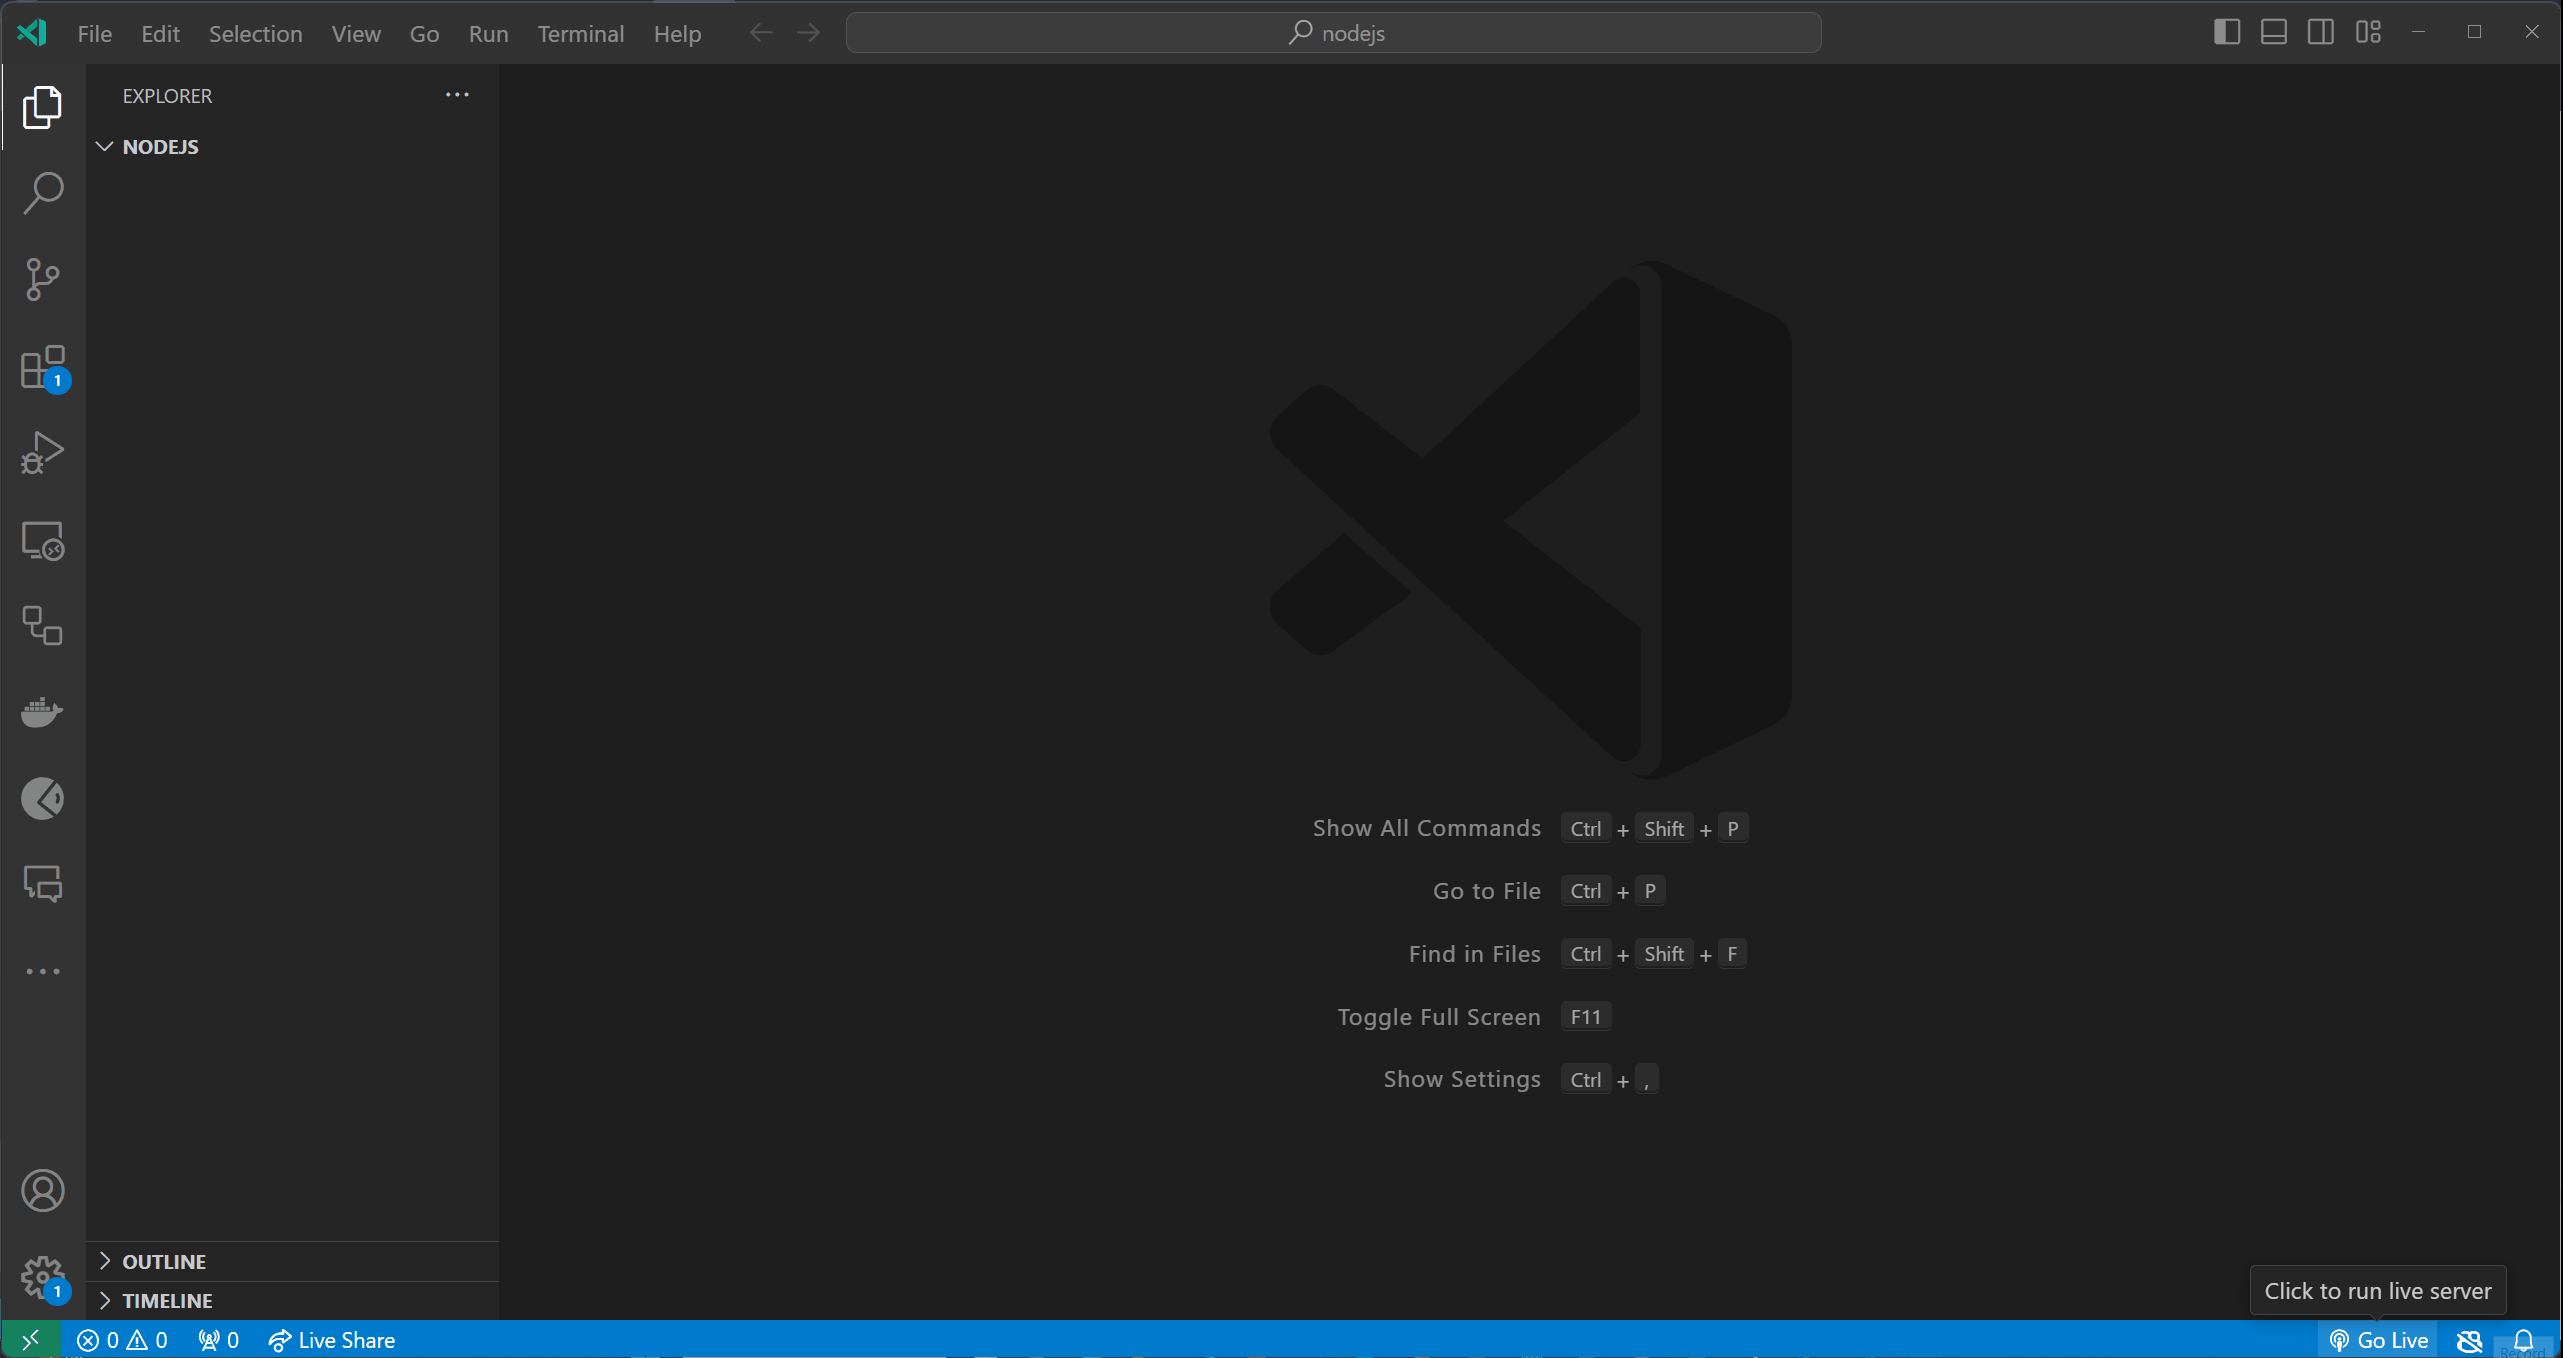 File Edit Selection View Go Run Terminal Help nodejs
EXPLORER
NODEJS
1
Show All Commands Ctrl + Shift + P
Go to File Ctrl + P
Find in Files Ctrl + Shift + F
Toggle Full Screen F11
Show Settings Ctrl + ,
OUTLINE
1
TIMELINE
Click to run live server
0 0 0 Live Share Go Live
Record